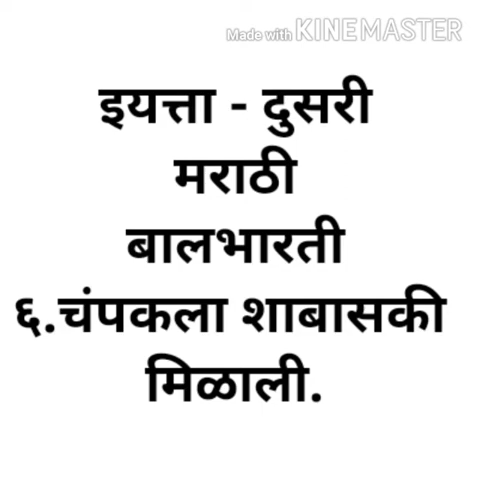 Made with KINEMASTER
इयत्ता - दुसरी
मराठी
बालभारती
६.चंपकला शाबासकी
मिळाली.